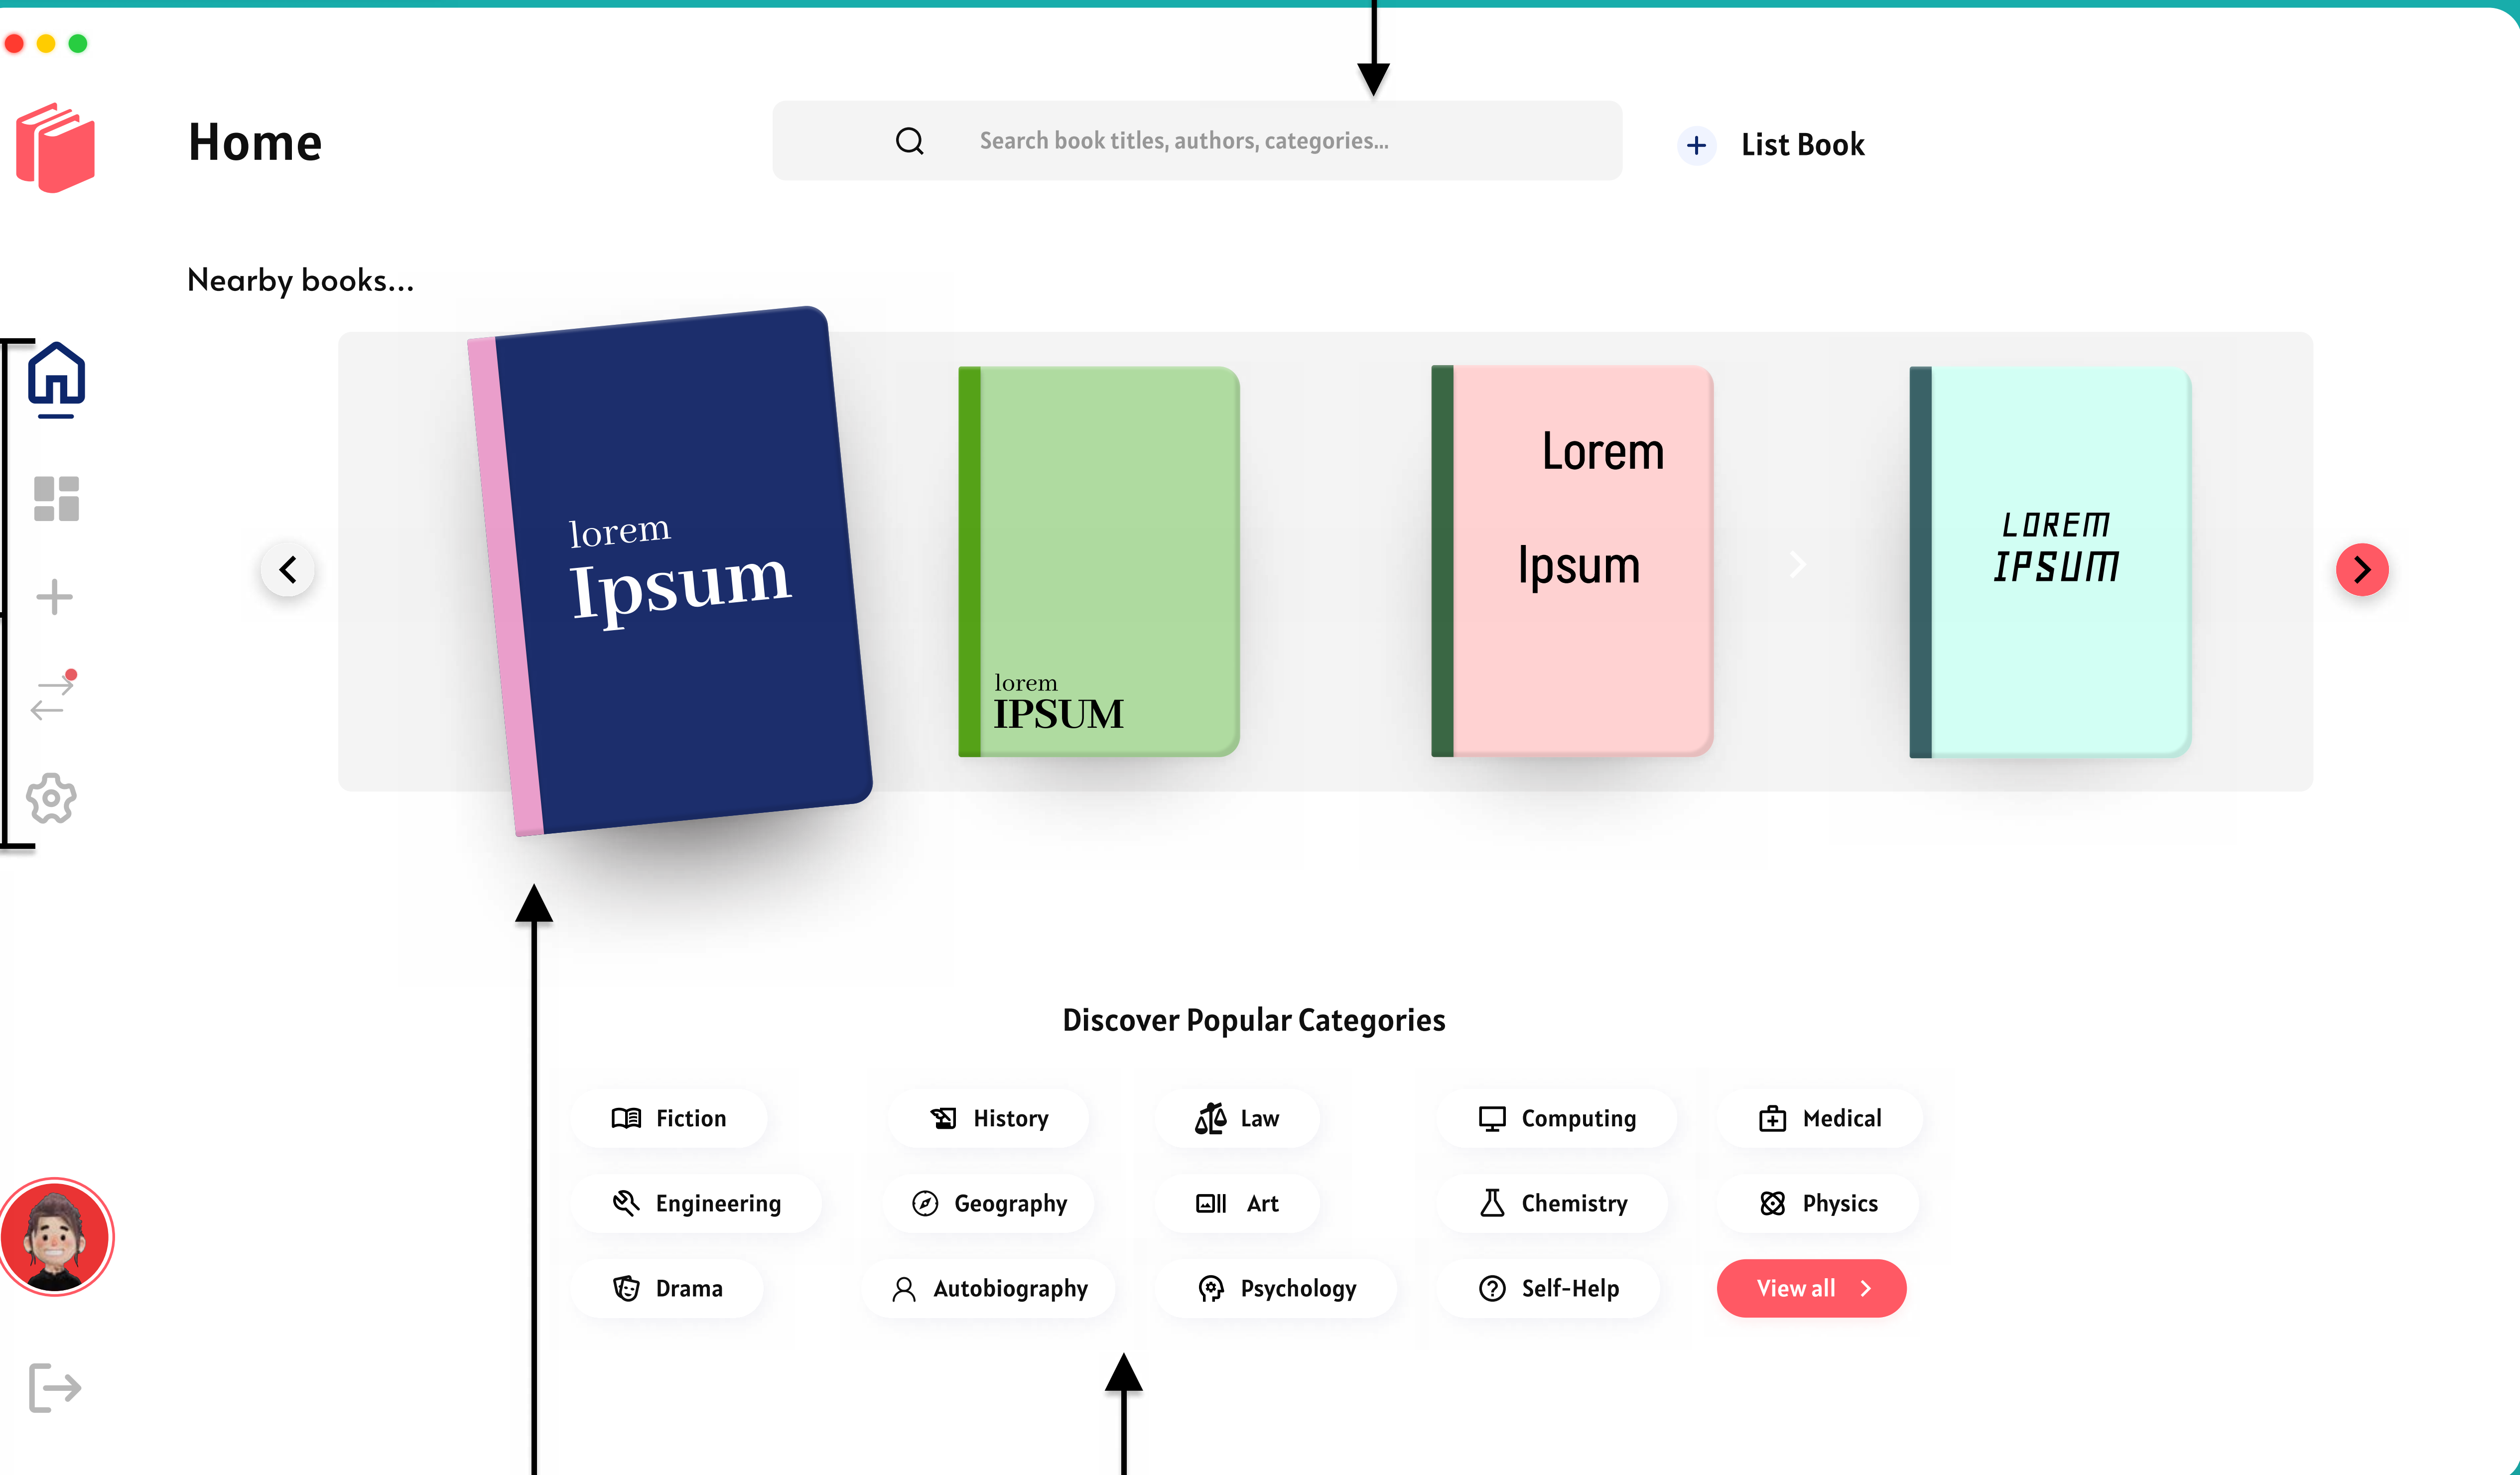 Home
Search book titles, authors, categories...
List Book
Nearby books...
lorem
Ipsum
lorem
IPSUM
Lorem
Ipsum
LOREM
IPSUM
Discover Popular Categories
Fiction
History
Law
Computing
Medical
Engineering
Geography
Art
Chemistry
Physics
Drama
Autobiography
Psychology
Self-Help
View all